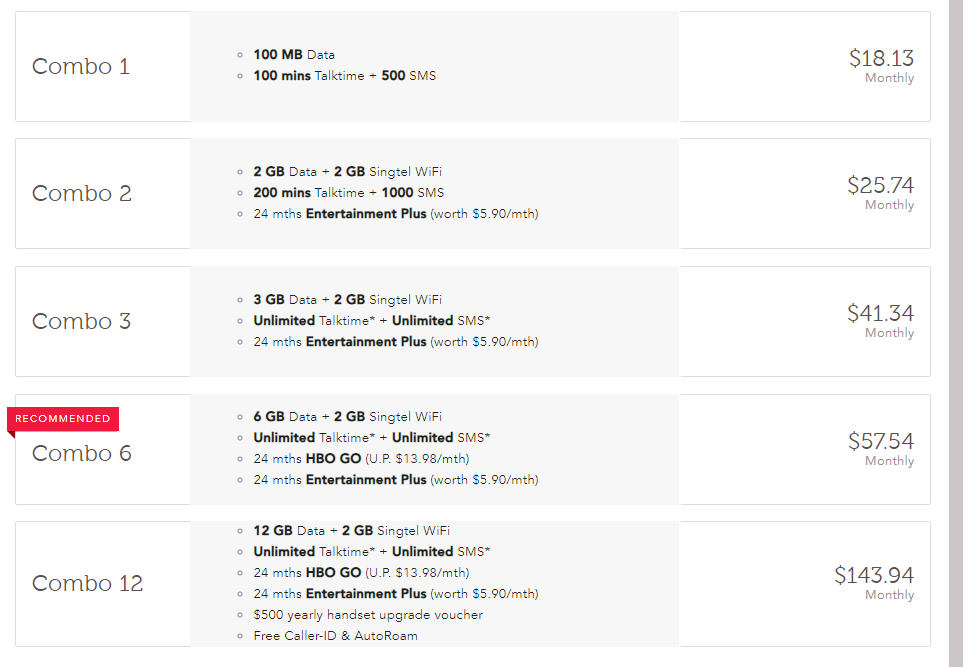 Combo 1
100 MB Data
100 mins Talktime + 500 SMS
$18.13
Monthly
Combo 2
2 GB Data + 2 GB Singtel WiFi
200 mins Talktime + 1000 SMS
24 mths Entertainment Plus (worth $5.90/mth)
$25.74
Monthly
Combo 3
3 GB Data + 2 GB Singtel WiFi
Unlimited Talktime* + Unlimited SMS*
24 mths Entertainment Plus (worth $5.90/mth)
$41.34
Monthly
RECOMMENDED
Combo 6
6 GB Data + 2 GB Singtel WiFi
Unlimited Talktime* + Unlimited SMS*
24 mths HBO GO (U.P. $13.98/mth)
24 mths Entertainment Plus (worth $5.90/mth)
$57.54
Monthly
Combo 12
12 GB Data + 2 GB Singtel WiFi
Unlimited Talktime* + Unlimited SMS*
24 mths HBO GO (U.P. $13.98/mth)
24 mths Entertainment Plus (worth $5.90/mth)
$500 yearly handset upgrade voucher
Free Caller-ID & AutoRoam
$143.94
Monthly